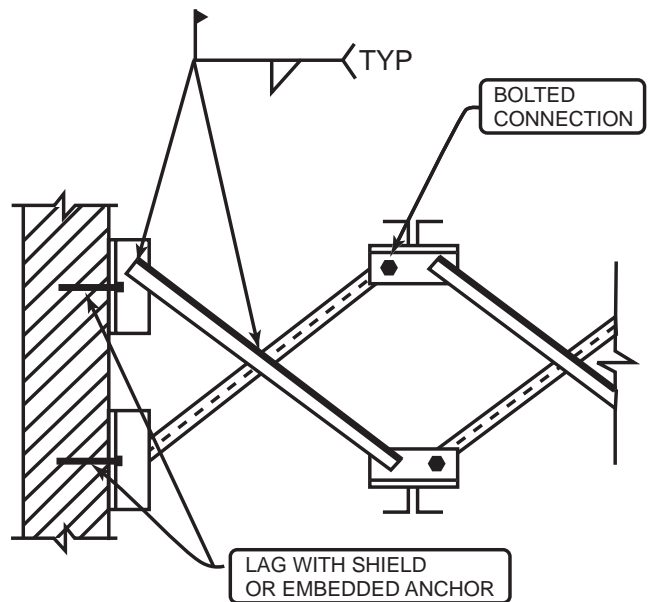 TYP
BOLTED
CONNECTION
LAG WITH SHIELD
OR EMBEDDED ANCHOR